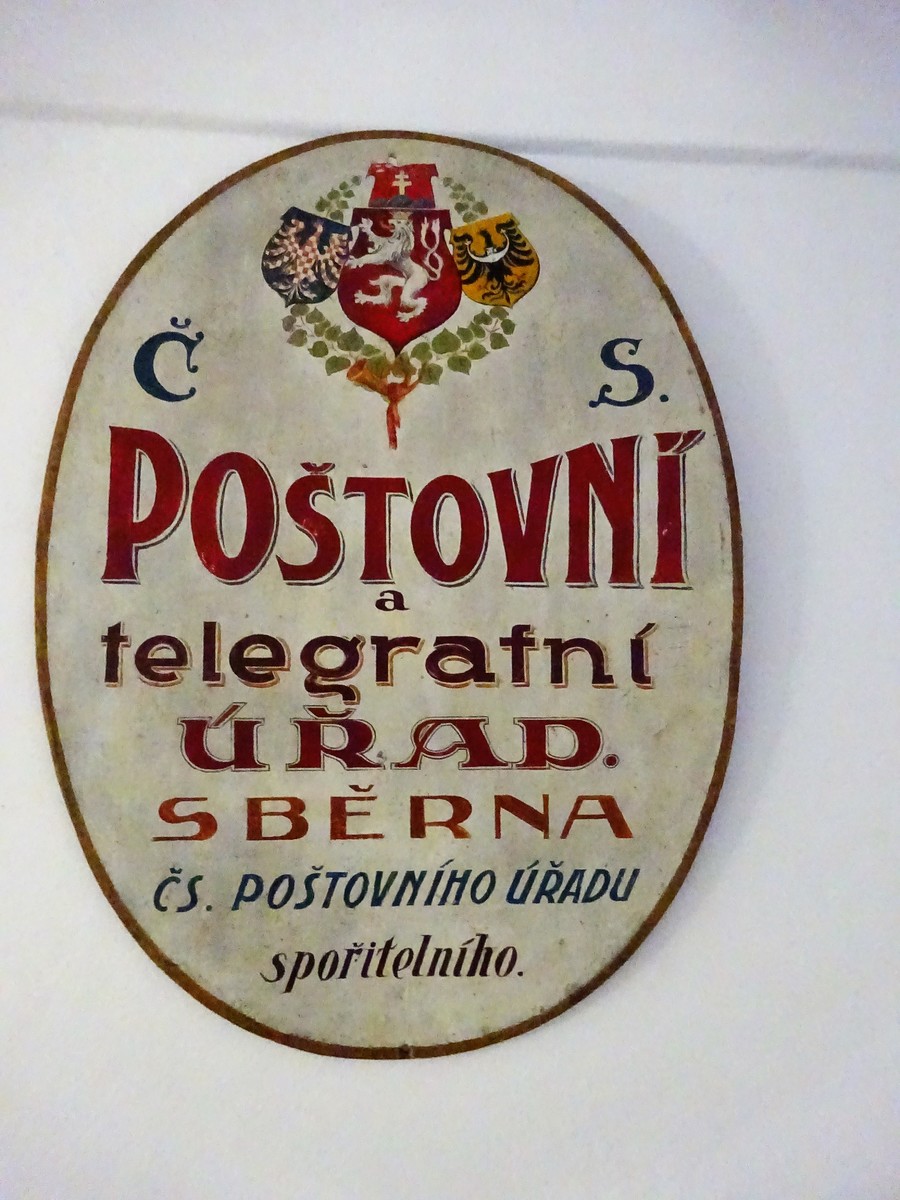 Č S.
POŠTOVNÍ
a
telegrafní
ÚŘAD.
SBĚRNA
ČS. POŠTOVNÍHO ÚŘADU
spořitelního.